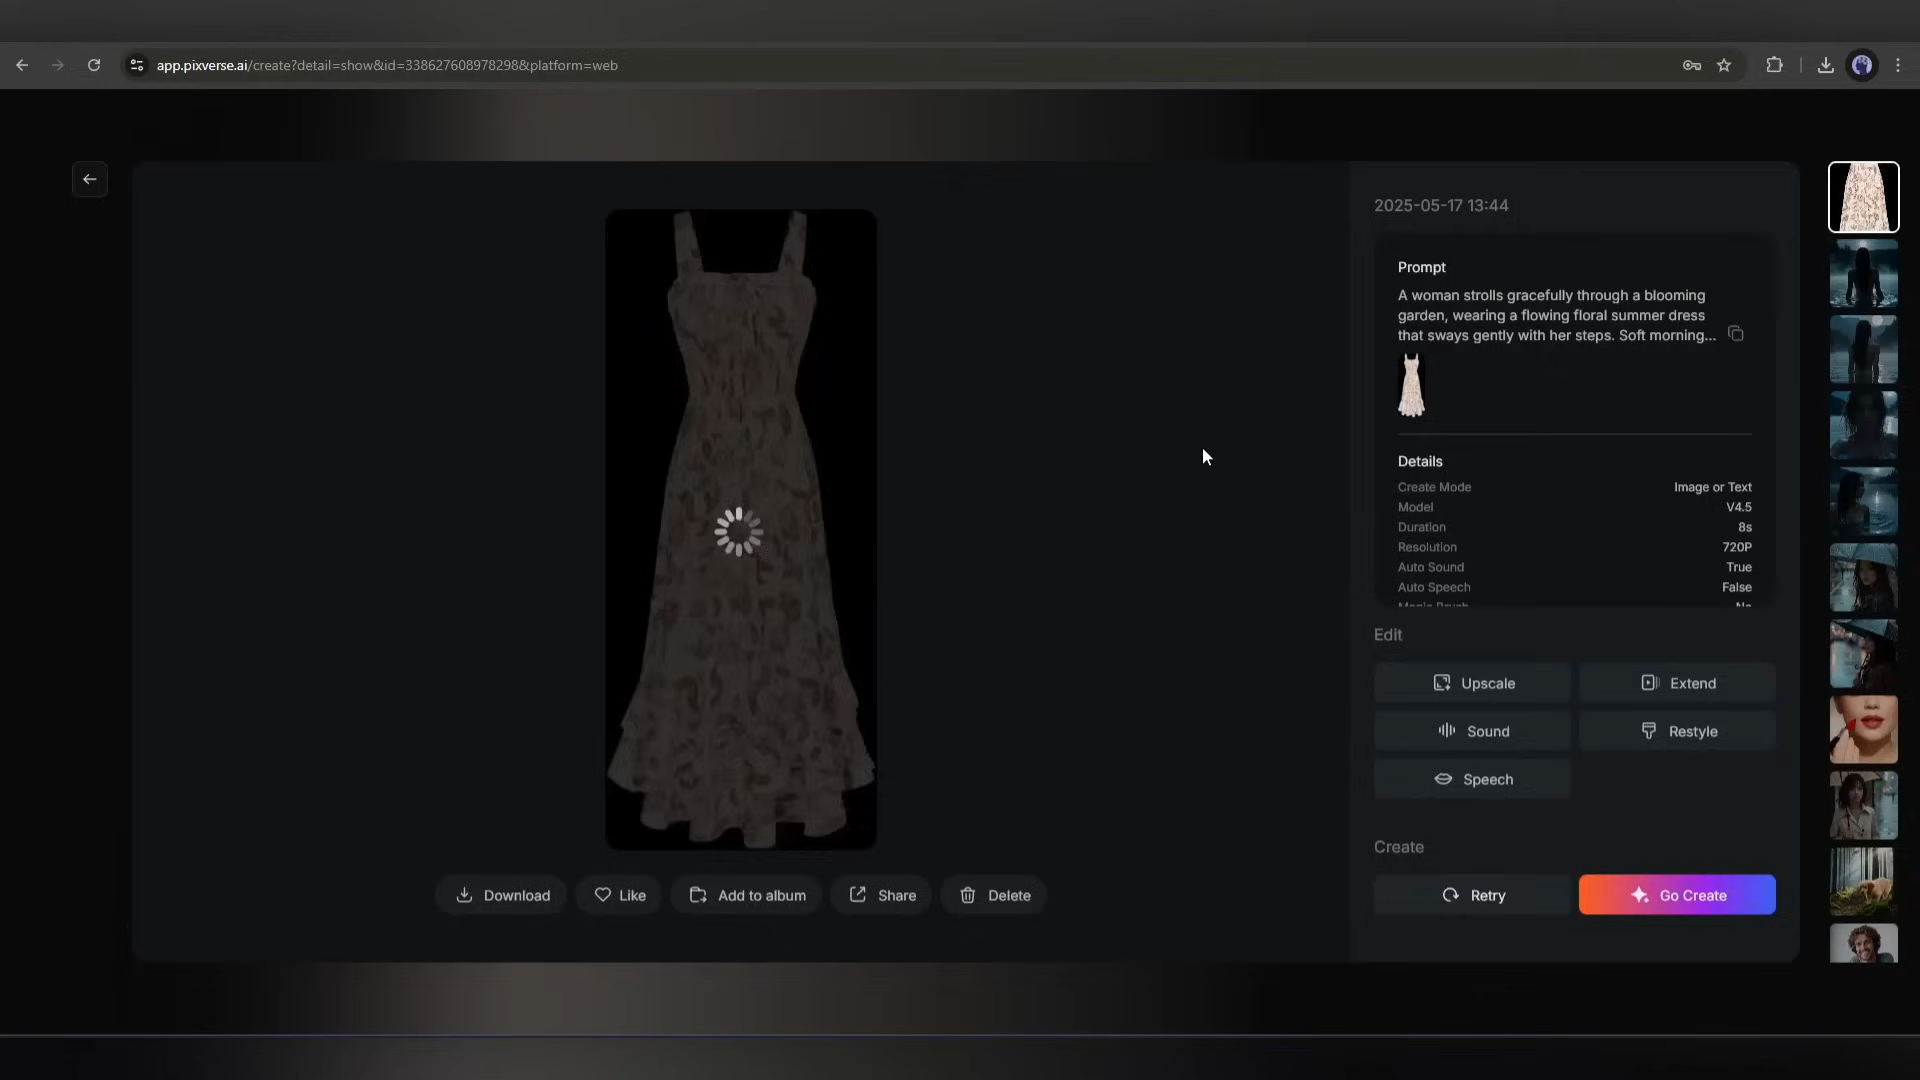 app.pixverse.ai/create?detail=show&id=338627608978298&platform=web
2025-05-17 13:44
Prompt
A woman strolls gracefully through a blooming
garden, wearing a flowing floral summer dress
that sways gently with her steps. Soft morning...
Details
Create Mode Image or Text
Model V4.5
Duration 8s
Resolution 720P
Auto Sound True
Auto Speech False
Magic Brush No
Edit
Upscale Extend
Sound Restyle
Speech
Create
Retry Go Create
Download Like Add to album Share Delete